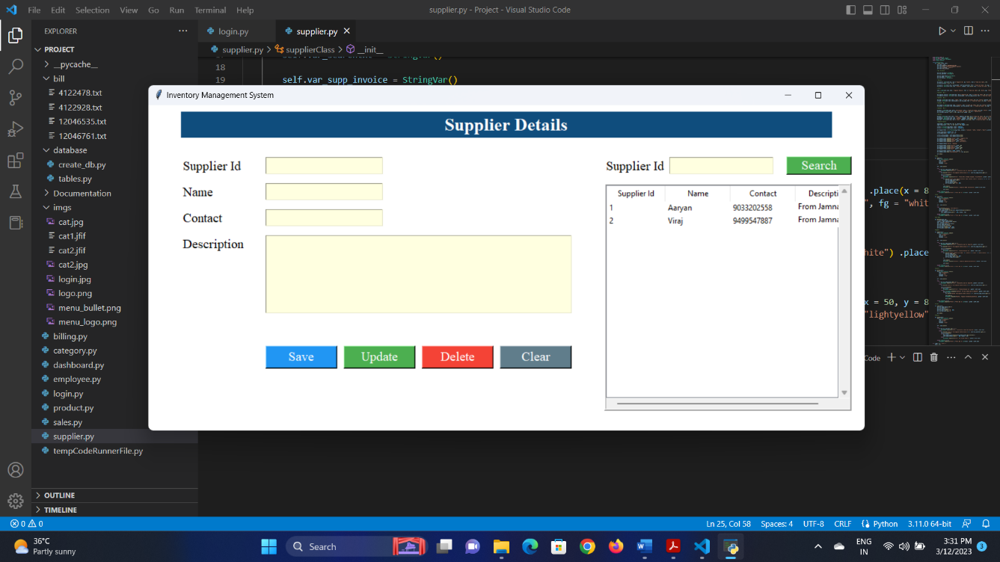 File Edit Selection View Go Run Terminal Help
supplier.py - Project - Visual Studio Code
EXPLORER
PROJECT
__pycache__
bill
4122478.txt
4122928.txt
12046535.txt
12046761.txt
database
create_db.py
tables.py
Documentation
imgs
cat.jpg
cat1.jfif
cat2.jfif
cat2.jpg
login.jpg
logo.png
menu_bullet.png
menu_logo.png
billing.py
category.py
dashboard.py
employee.py
login.py
product.py
sales.py
supplier.py
tempCodeRunnerFile.py
OUTLINE
TIMELINE
login.py supplier.py
supplier.py > supplierClass > __init__
18
19 self.var_supp_invoice = StringVar()
Inventory Management System
Supplier Details
Supplier Id
Name
Contact
Description
Save Update Delete Clear
Supplier Id Search
Supplier Id Name Contact Descripti
1 Aaryan 9033202558 From Jamna
2 Viraj 9499547887 From Jamna
.place(x = 8
", fg = "whit
hite") .place
x = 50, y = 8
"lightyellow"
Code
0 0
Ln 25, Col 58 Spaces: 4 UTF-8 CRLF Python 3.11.0 64-bit
36°C
Partly sunny
Search
ENG
IN
3:31 PM
3/12/2023
3